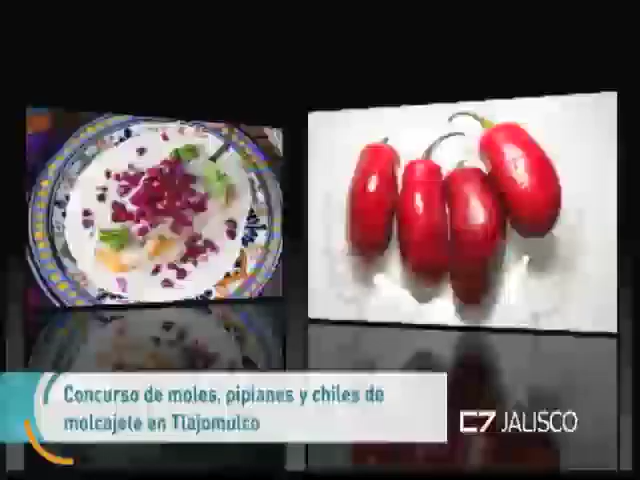 Concurso de moles, pipianes y chiles de
molcajete en Tlajomulco
C7 JALISCO